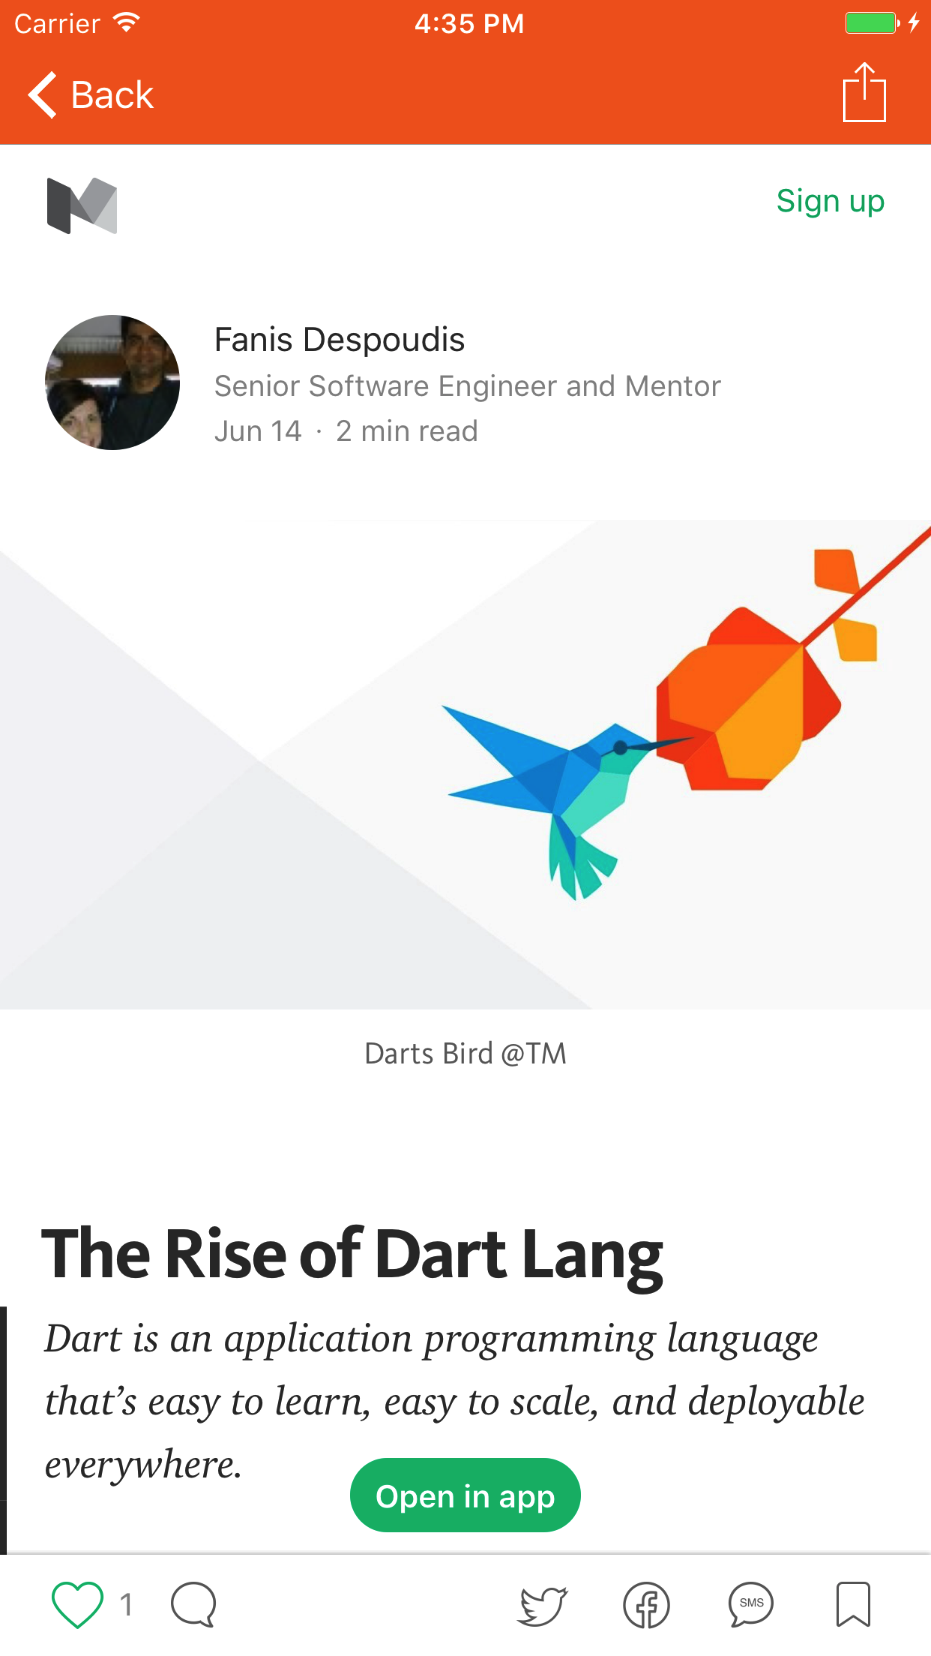 Carrier 4:35 PM
Back
Sign up
Fanis Despoudis
Senior Software Engineer and Mentor
Jun 14 · 2 min read
Darts Bird @TM
The Rise of Dart Lang
Dart is an application programming language
that’s easy to learn, easy to scale, and deployable
everywhere.
Open in app
1 SMS